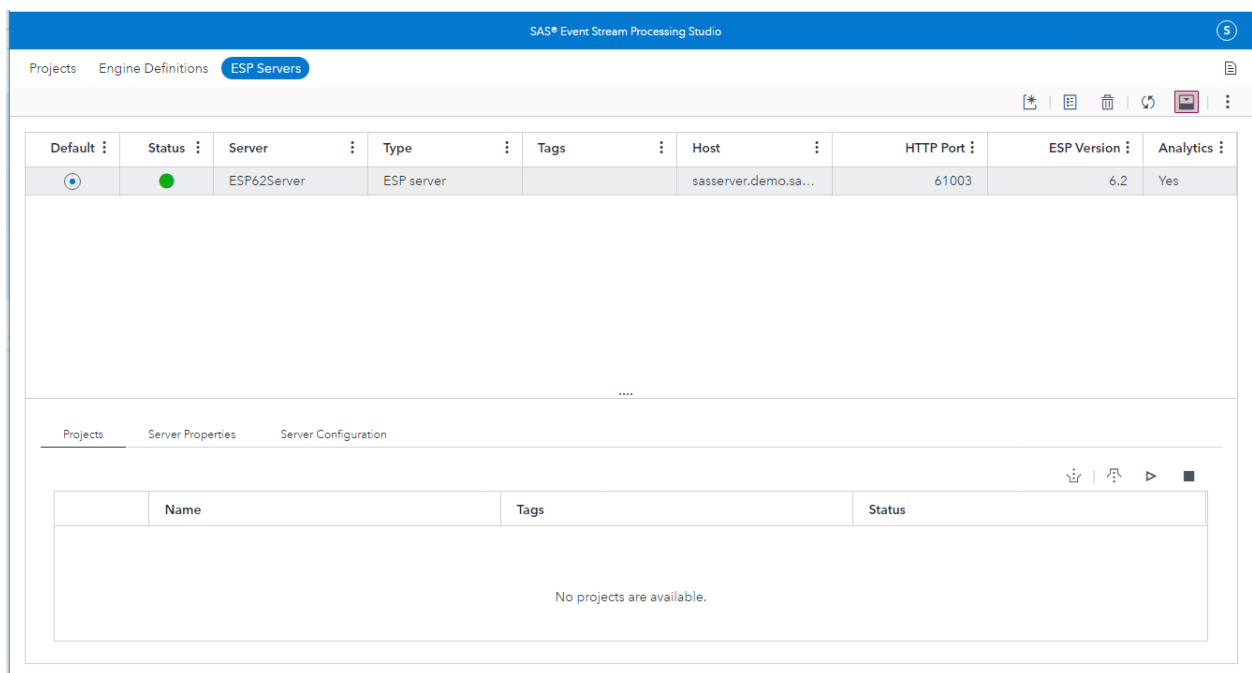 SAS® Event Stream Processing Studio
S
Projects Engine Definitions ESP Servers
Default Status Server Type Tags Host HTTP Port ESP Version Analytics
ESP62Server ESP server sasserver.demo.sa... 61003 6.2 Yes
Projects Server Properties Server Configuration
Name Tags Status
No projects are available.